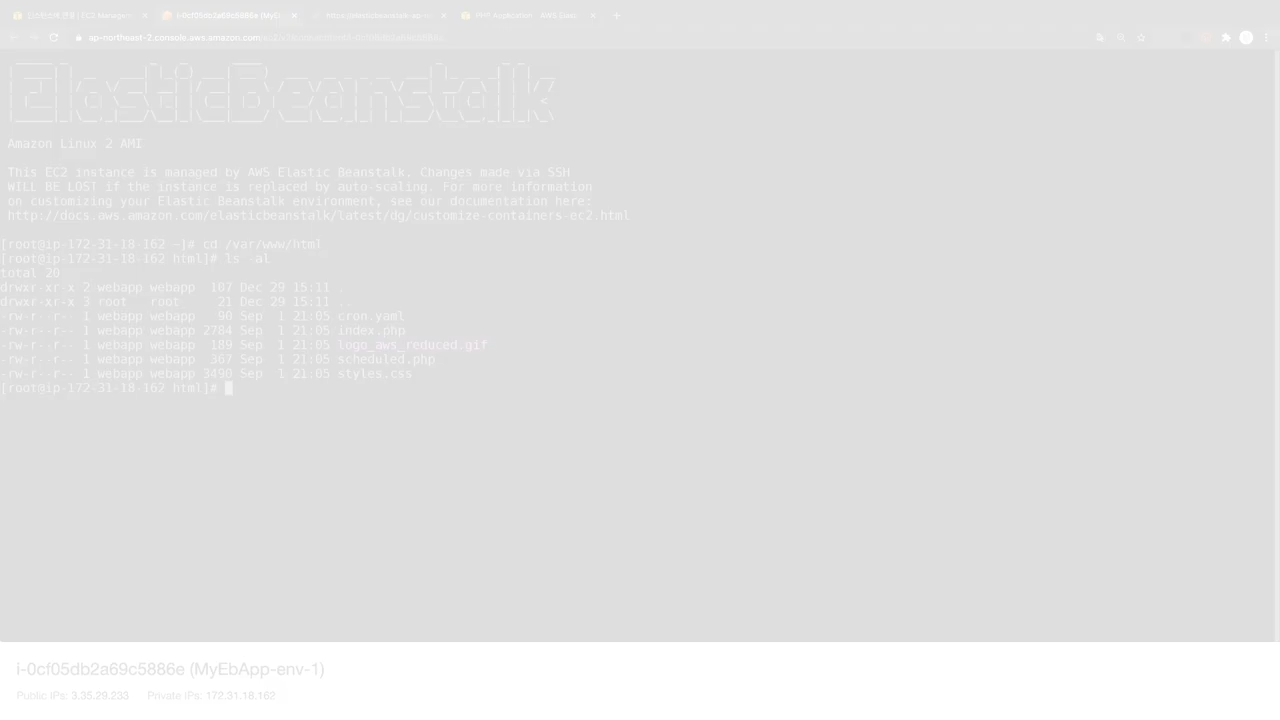 i-0cf05db2a69c5886e (MyEb
PHP Application - AWS Elasti
ap-northeast-2.console.aws.amazon.com
ElasticBeanstalk
Amazon Linux 2 AMI
This EC2 instance is managed by AWS Elastic Beanstalk. Changes made via SSH
WILL BE LOST if the instance is replaced by auto-scaling. For more information
on customizing your Elastic Beanstalk environment, see our documentation here:
http://docs.aws.amazon.com/elasticbeanstalk/latest/dg/customize-containers-ec2.html
[root@ip-172-31-18-162 ~]# cd /var/www/html
[root@ip-172-31-18-162 html]# ls -al
total 20
drwxr-xr-x 2 webapp webapp  107 Dec 29 15:11 .
drwxr-xr-x 3 root   root     21 Dec 29 15:11 ..
-rw-r--r-- 1 webapp webapp   90 Sep  1 21:05 cron.yaml
-rw-r--r-- 1 webapp webapp 2784 Sep  1 21:05 index.php
-rw-r--r-- 1 webapp webapp  189 Sep  1 21:05 logo_aws_reduced.gif
-rw-r--r-- 1 webapp webapp  367 Sep  1 21:05 scheduled.php
-rw-r--r-- 1 webapp webapp 3490 Sep  1 21:05 styles.css
[root@ip-172-31-18-162 html]#
i-0cf05db2a69c5886e (MyEbApp-env-1)
Public IPs: 3.35.29.233 Private IPs: 172.31.18.162